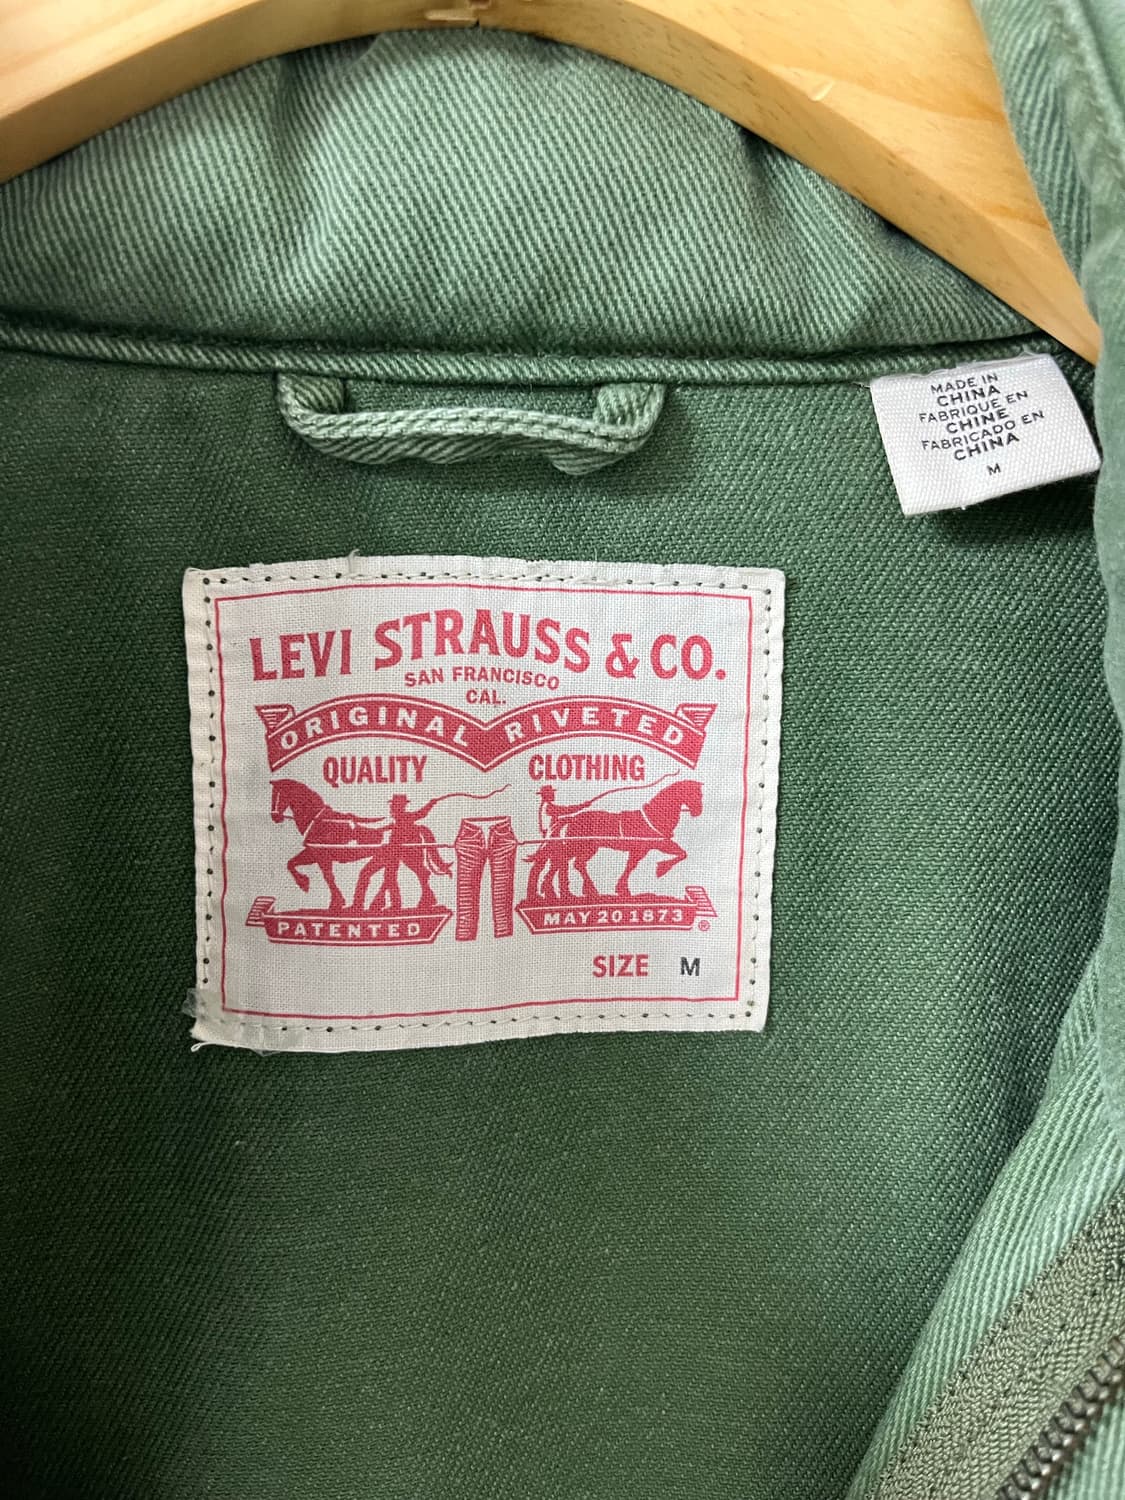 MADE IN
CHINA
FABRIQUE EN
CHINE
FABRICADO EN
CHINA
M
LEVI STRAUSS & CO.
SAN FRANCISCO
CAL.
ORIGINAL RIVETED
QUALITY CLOTHING
PATENTED MAY 20 1873 ®
SIZE M